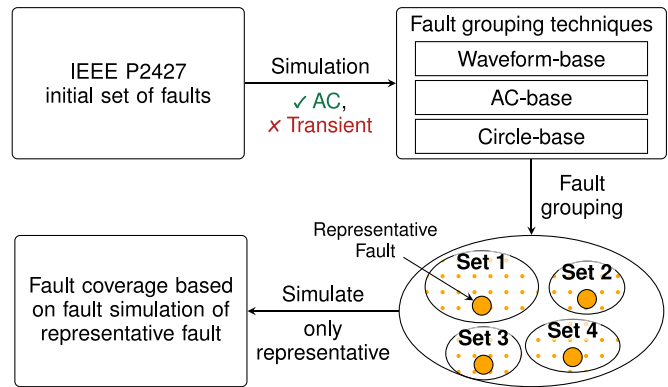 IEEE P2427
initial set of faults
Simulation
✓ AC,
✗ Transient
Fault grouping techniques
Waveform-base
AC-base
Circle-base
Fault
grouping
Representative
Fault
Set 1
Set 2
Set 3
Set 4
Simulate
only
representative
Fault coverage based
on fault simulation of
representative fault